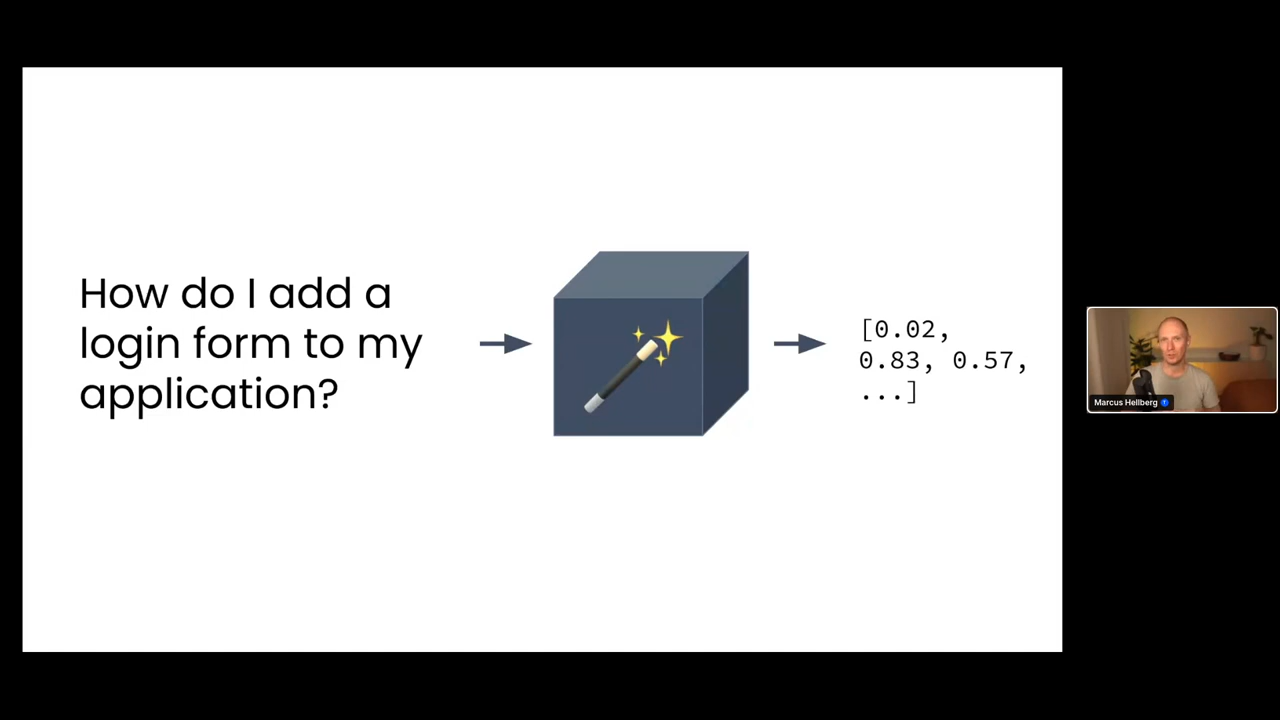 How do I add a
login form to my
application?
[0.02,
0.83, 0.57,
...]
Marcus Hellberg